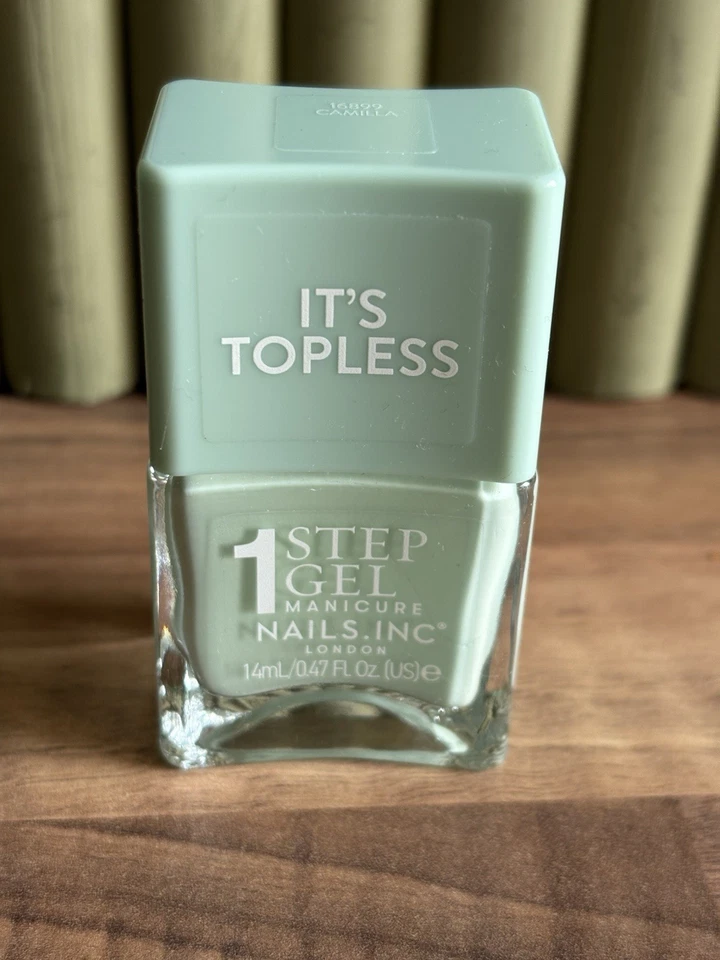 16899
CAMILLA
IT'S
TOPLESS
1 STEP
GEL
MANICURE
NAILS.INC®
LONDON
14mL/0.47 Fl. Oz. (US)℮